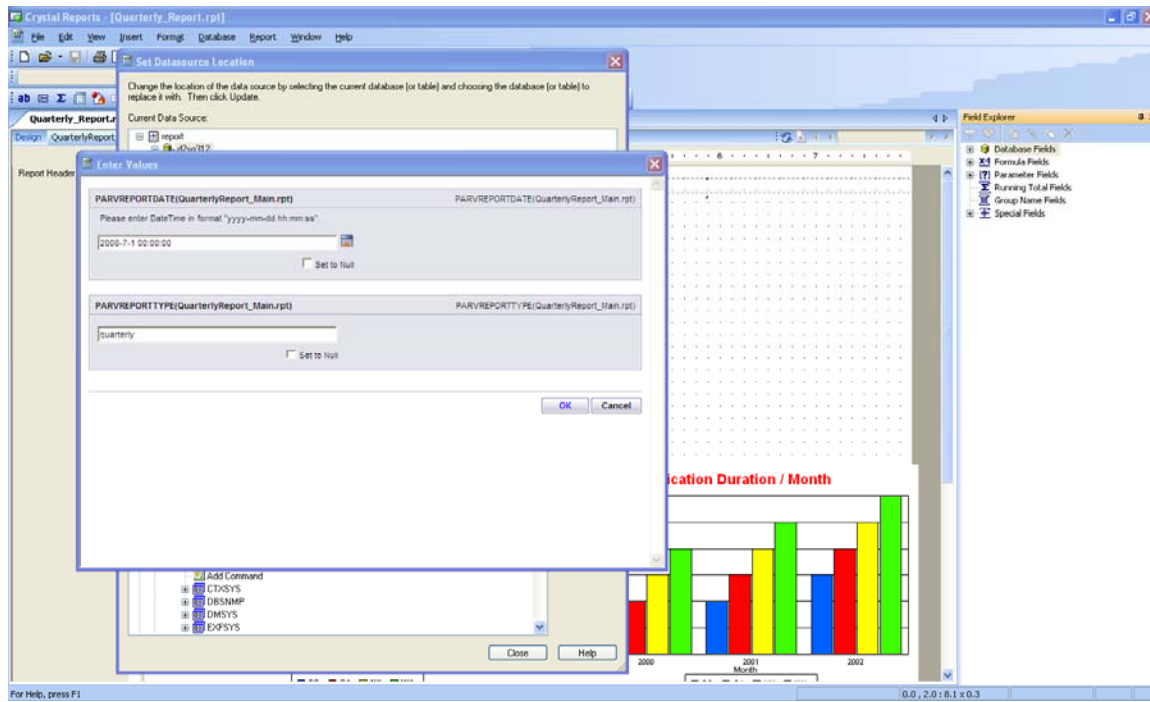 Crystal Reports - [Quarterly_Report.rpt]
File Edit View Insert Format Database Report Window Help
Set Datasource Location
Change the location of the data source by selecting the current database (or table) and choosing the database (or table) to
replace it with. Then click Update.
Quarterly_Report.r
Current Data Source:
Design QuarterlyReport
report
Field Explorer
Database Fields
Formula Fields
Parameter Fields
Running Total Fields
Group Name Fields
Special Fields
6 7
Report Header
Enter Values
PARVREPORTDATE(QuarterlyReport_Main.rpt) PARVREPORTDATE(QuarterlyReport_Main.rpt)
Please enter DateTime in format "yyyy-mm-dd hh:mm:ss".
2008-7-1 00:00:00
Set to Null
PARVREPORTTYPE(QuarterlyReport_Main.rpt) PARVREPORTTYPE(QuarterlyReport_Main.rpt)
quarterly
Set to Null
OK Cancel
ication Duration / Month
Add Command
CTXSYS
DBSNMP
DMSYS
EXFSYS
Close Help
2000 2001 2002
Month
For Help, press F1
0.0 , 2.0 : 8.1 x 0.3